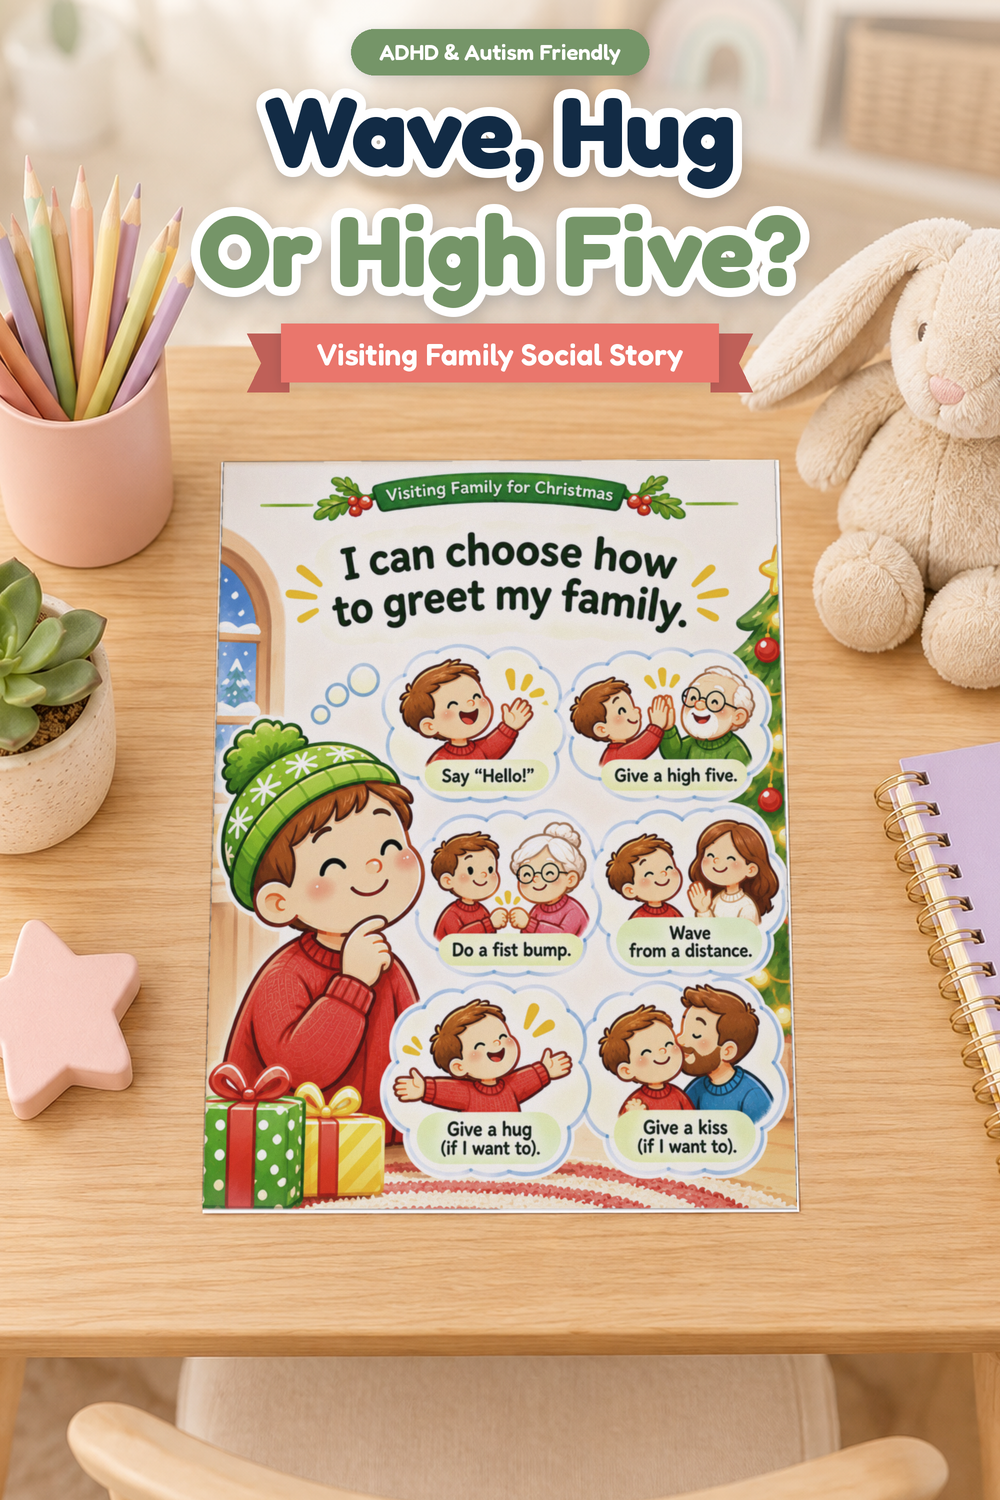 ADHD & Autism Friendly
Wave, Hug
Or High Five?
Visiting Family Social Story
Visiting Family for Christmas
I can choose how
to greet my family.
Say “Hello!”
Give a high five.
Do a fist bump.
Wave
from a distance.
Give a hug
(if I want to).
Give a kiss
(if I want to).